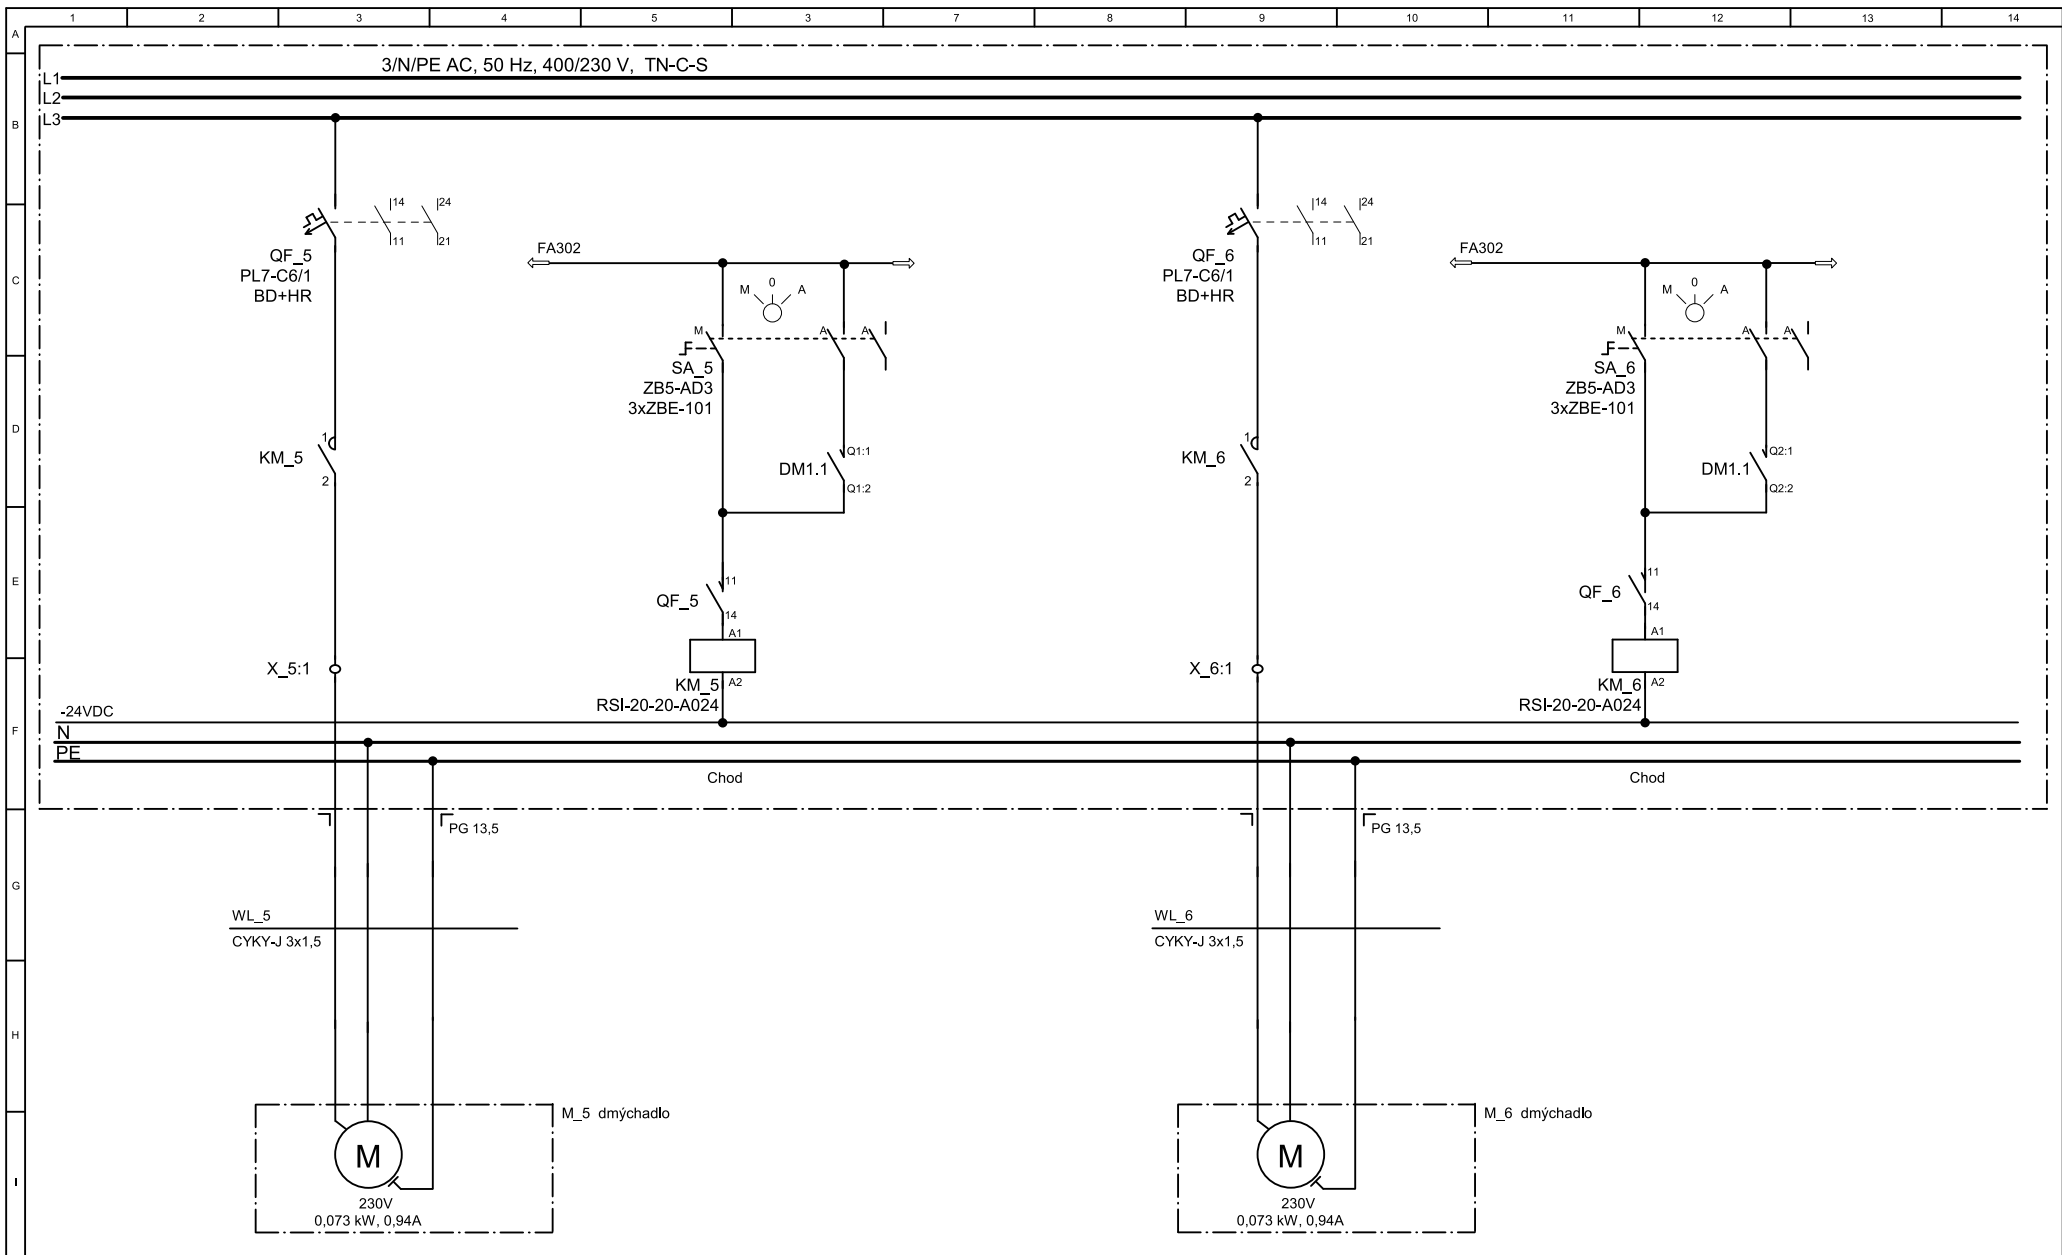 1 2 3 4 5 3 7 8 9 10 11 12 13 14
A
3/N/PE AC, 50 Hz, 400/230 V, TN-C-S
L1
L2
L3
B
14 24
11 21
QF_5
PL7-C6/1
BD+HR
FA302
M 0 A
M A A
SA_5
ZB5-AD3
3xZBE-101
14 24
11 21
QF_6
PL7-C6/1
BD+HR
FA302
M 0 A
M A A
SA_6
ZB5-AD3
3xZBE-101
C
D
1
KM_5
2
Q1:1
DM1.1
Q1:2
1
KM_6
2
Q2:1
DM1.1
Q2:2
E
11
QF_5
14
A1
KM_5 A2
RSI-20-20-A024
11
QF_6
14
A1
KM_6 A2
RSI-20-20-A024
X_5:1
X_6:1
F
-24VDC
N
PE
Chod
Chod
PG 13,5
PG 13,5
G
WL_5
CYKY-J 3x1,5
WL_6
CYKY-J 3x1,5
H
M_5 dmýchadlo
M
230V
0,073 kW, 0,94A
M_6 dmýchadlo
M
230V
0,073 kW, 0,94A
I